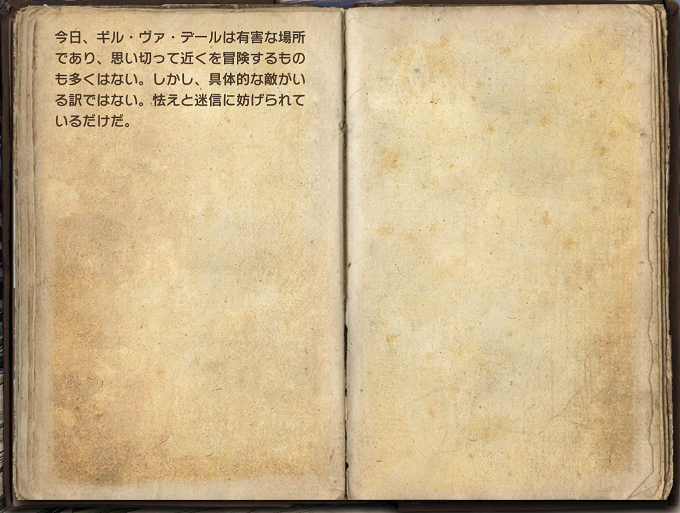 今日、ギル・ヴァ・デールは有害な場所
であり、思い切って近くを冒険するもの
も多くはない。しかし、具体的な敵がい
る訳ではない。怯えと迷信に妨げられて
いるだけだ。